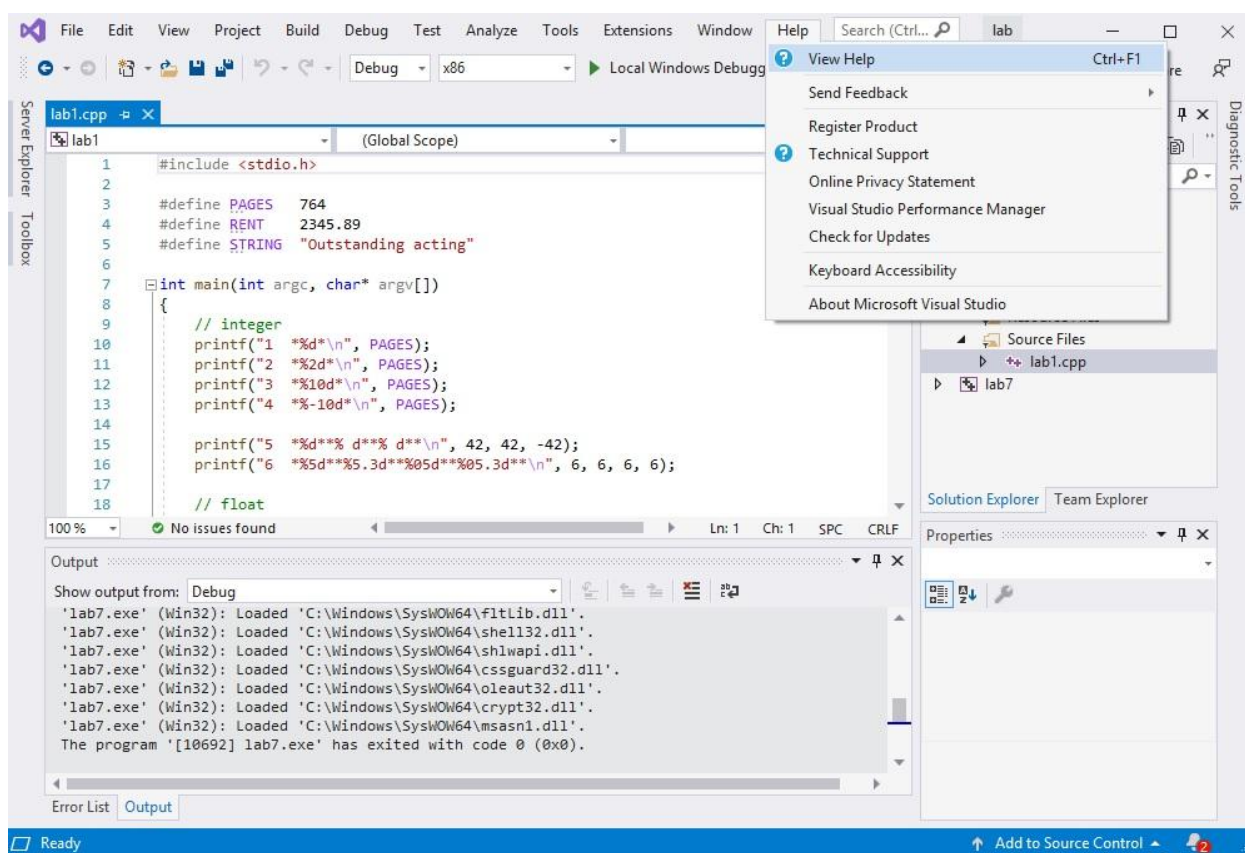 File Edit View Project Build Debug Test Analyze Tools Extensions Window Help Search (Ctrl... lab
Debug x86 Local Windows Debugg
re
View Help Ctrl+F1
Send Feedback
Register Product
Technical Support
Online Privacy Statement
Visual Studio Performance Manager
Check for Updates
Keyboard Accessibility
About Microsoft Visual Studio
Server Explorer
Toolbox
Diagnostic Tools
lab1.cpp
lab1 (Global Scope)
1 #include <stdio.h>
2
3 #define PAGES 764
4 #define RENT 2345.89
5 #define STRING "Outstanding acting"
6
7 int main(int argc, char* argv[])
8 {
9 // integer
10 printf("1 *%d*\n", PAGES);
11 printf("2 *%2d*\n", PAGES);
12 printf("3 *%10d*\n", PAGES);
13 printf("4 *%-10d*\n", PAGES);
14
15 printf("5 *%d**% d**% d**\n", 42, 42, -42);
16 printf("6 *%5d**%5.3d**%05d**%05.3d**\n", 6, 6, 6, 6);
17
18 // float
100 % No issues found Ln: 1 Ch: 1 SPC CRLF
Source Files
lab1.cpp
lab7
Solution Explorer Team Explorer
Properties
Output
Show output from: Debug
'lab7.exe' (Win32): Loaded 'C:\Windows\SysWOW64\fltLib.dll'.
'lab7.exe' (Win32): Loaded 'C:\Windows\SysWOW64\shell32.dll'.
'lab7.exe' (Win32): Loaded 'C:\Windows\SysWOW64\shlwapi.dll'.
'lab7.exe' (Win32): Loaded 'C:\Windows\SysWOW64\cssguard32.dll'.
'lab7.exe' (Win32): Loaded 'C:\Windows\SysWOW64\oleaut32.dll'.
'lab7.exe' (Win32): Loaded 'C:\Windows\SysWOW64\crypt32.dll'.
'lab7.exe' (Win32): Loaded 'C:\Windows\SysWOW64\msasn1.dll'.
The program '[10692] lab7.exe' has exited with code 0 (0x0).
Error List Output
Ready Add to Source Control 2